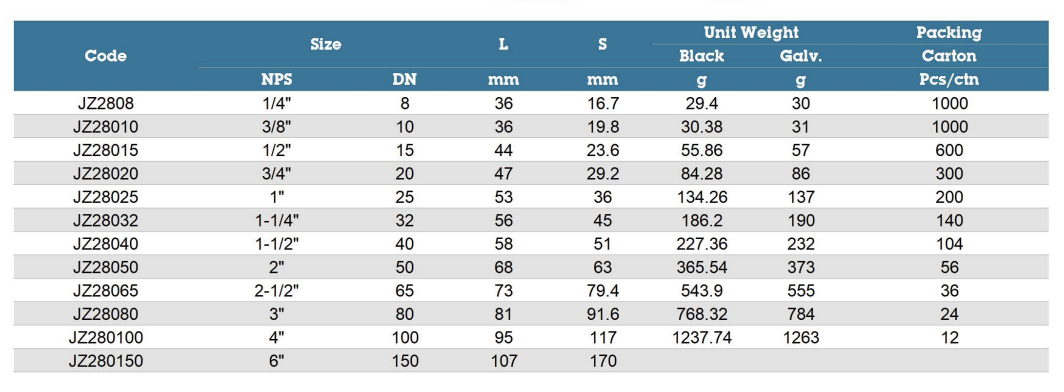 Code Size L S Unit Weight Packing
Black Galv. Carton
NPS DN mm mm g g Pcs/ctn
JZ2808 1/4" 8 36 16.7 29.4 30 1000
JZ28010 3/8" 10 36 19.8 30.38 31 1000
JZ28015 1/2" 15 44 23.6 55.86 57 600
JZ28020 3/4" 20 47 29.2 84.28 86 300
JZ28025 1" 25 53 36 134.26 137 200
JZ28032 1-1/4" 32 56 45 186.2 190 140
JZ28040 1-1/2" 40 58 51 227.36 232 104
JZ28050 2" 50 68 63 365.54 373 56
JZ28065 2-1/2" 65 73 79.4 543.9 555 36
JZ28080 3" 80 81 91.6 768.32 784 24
JZ280100 4" 100 95 117 1237.74 1263 12
JZ280150 6" 150 107 170